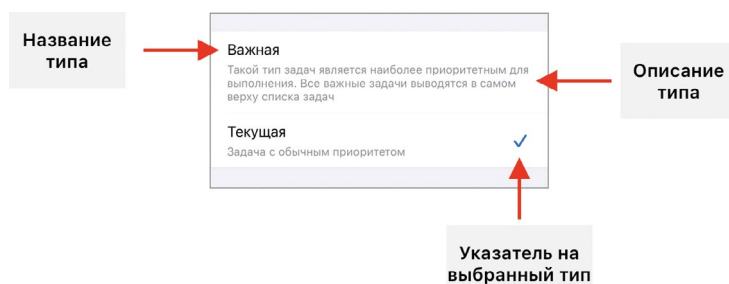 Название
типа
Важная
Такой тип задач является наиболее приоритетным для
выполнения. Все важные задачи выводятся в самом
верху списка задач
Описание
типа
Текущая
Задача с обычным приоритетом
Указатель на
выбранный тип